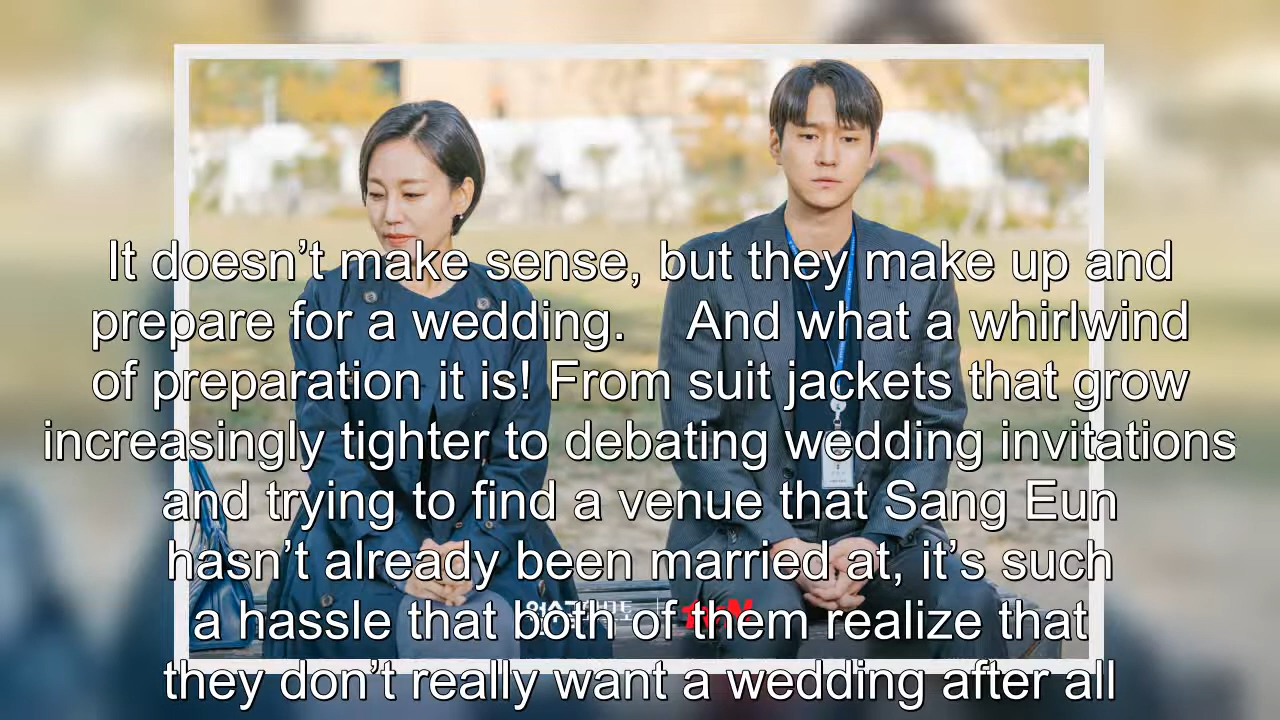 It doesn’t make sense, but they make up and
prepare for a wedding.    And what a whirlwind
of preparation it is! From suit jackets that grow
increasingly tighter to debating wedding invitations
and trying to find a venue that Sang Eun
hasn’t already been married at, it’s such
a hassle that both of them realize that
they don’t really want a wedding after all
tvN